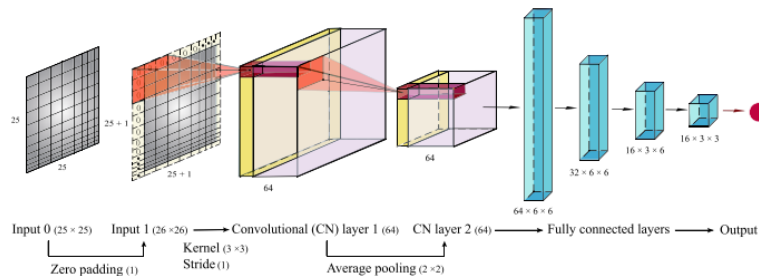 25
25
25 + 1
25 + 1
64
64
64 × 6 × 6
32 × 6 × 6
16 × 3 × 6
16 × 3 × 3
Input 0 (25 × 25)
Input 1 (26 ×26)
Convolutional (CN) layer 1 (64)
CN layer 2 (64)
Fully connected layers
Output
Kernel (3 ×3)
Stride (1)
Zero padding (1)
Average pooling (2 ×2)